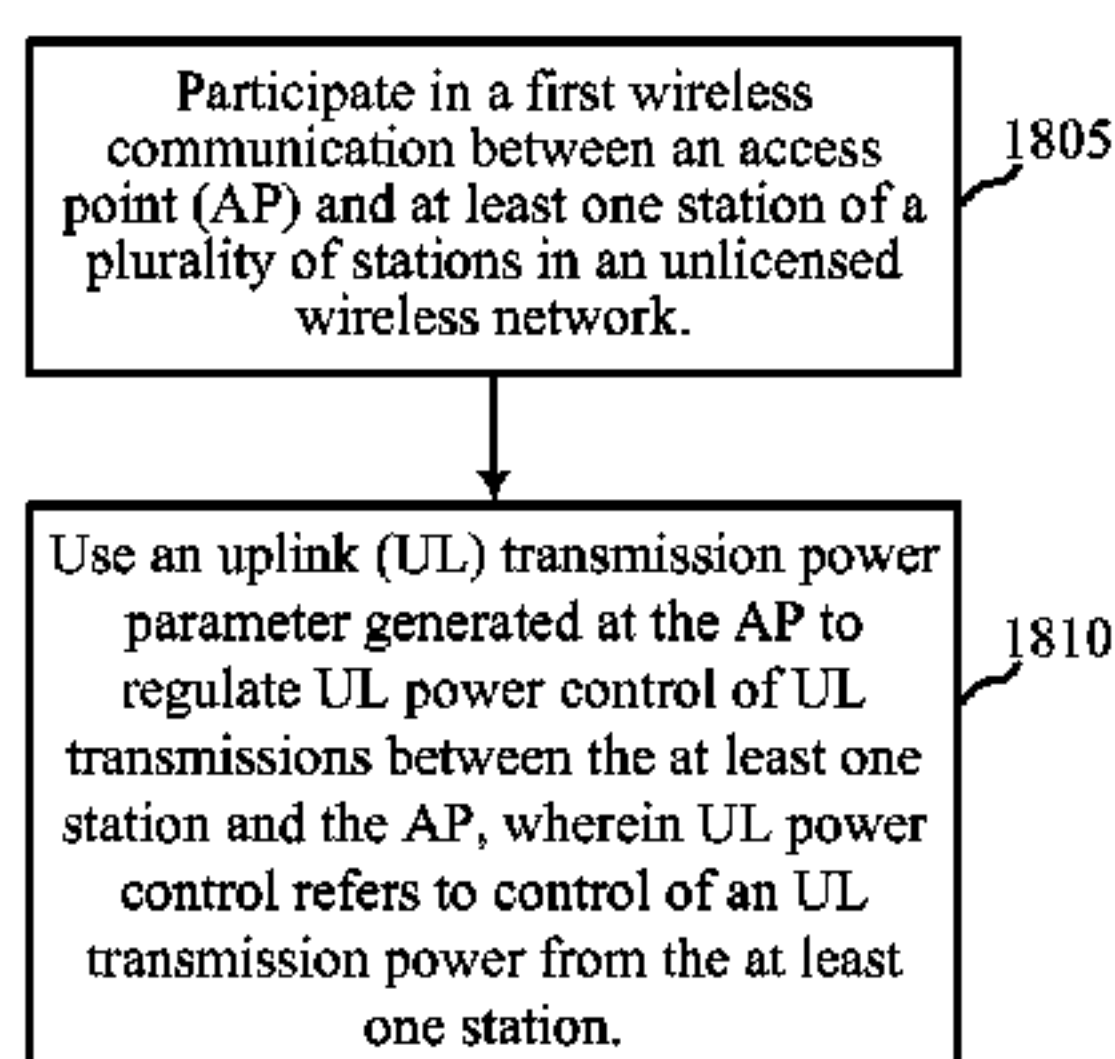 Participate in a first wireless
communication between an access
point (AP) and at least one station of a
plurality of stations in an unlicensed
wireless network.
1805
Use an uplink (UL) transmission power
parameter generated at the AP to
regulate UL power control of UL
transmissions between the at least one
station and the AP, wherein UL power
control refers to control of an UL
transmission power from the at least
one station.
1810